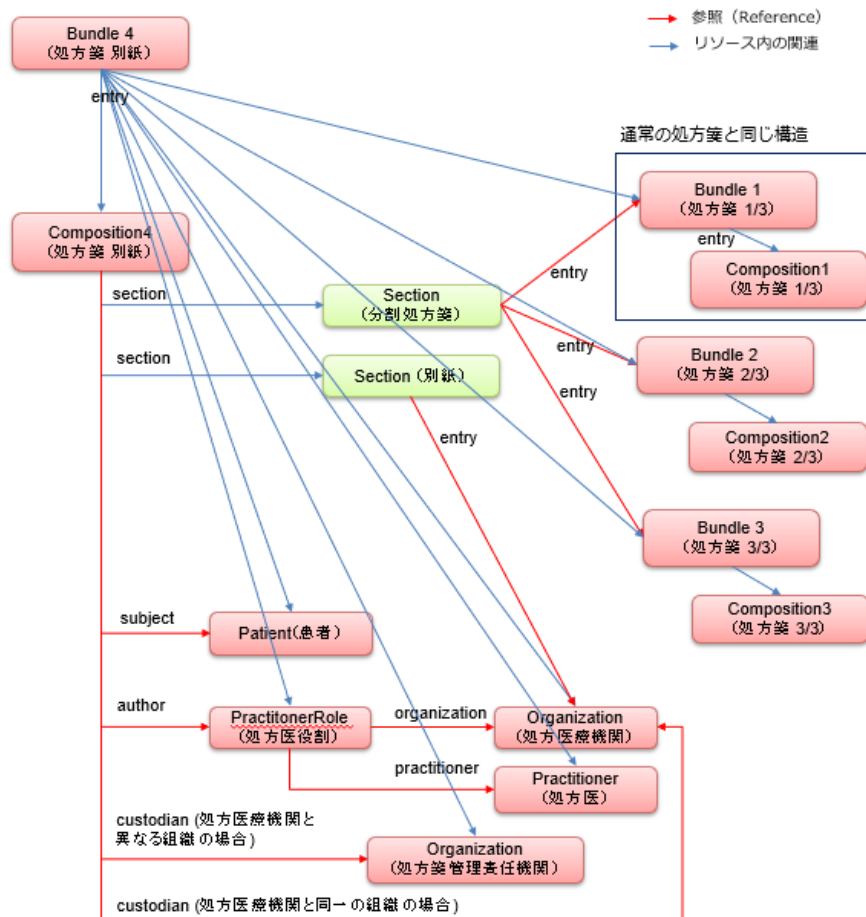 参照（Reference）
リソース内の関連
Bundle 4
（処方箋 別紙）
entry
通常の処方箋と同じ構造
Bundle 1
（処方箋 1/3）
entry
Composition1
（処方箋 1/3）
Composition4
（処方箋 別紙）
section
Section
（分割処方箋）
entry
section
Section（別紙）
entry
Bundle 2
（処方箋 2/3）
entry
entry
Composition2
（処方箋 2/3）
Bundle 3
（処方箋 3/3）
Composition3
（処方箋 3/3）
subject
Patient（患者）
author
PractitonerRole
（処方医役割）
organization
Organization
（処方医療機関）
practitioner
Practitioner
（処方医）
custodian (処方医療機関と
異なる組織の場合)
Organization
（処方箋管理責任機関）
custodian (処方医療機関と同一の組織の場合)